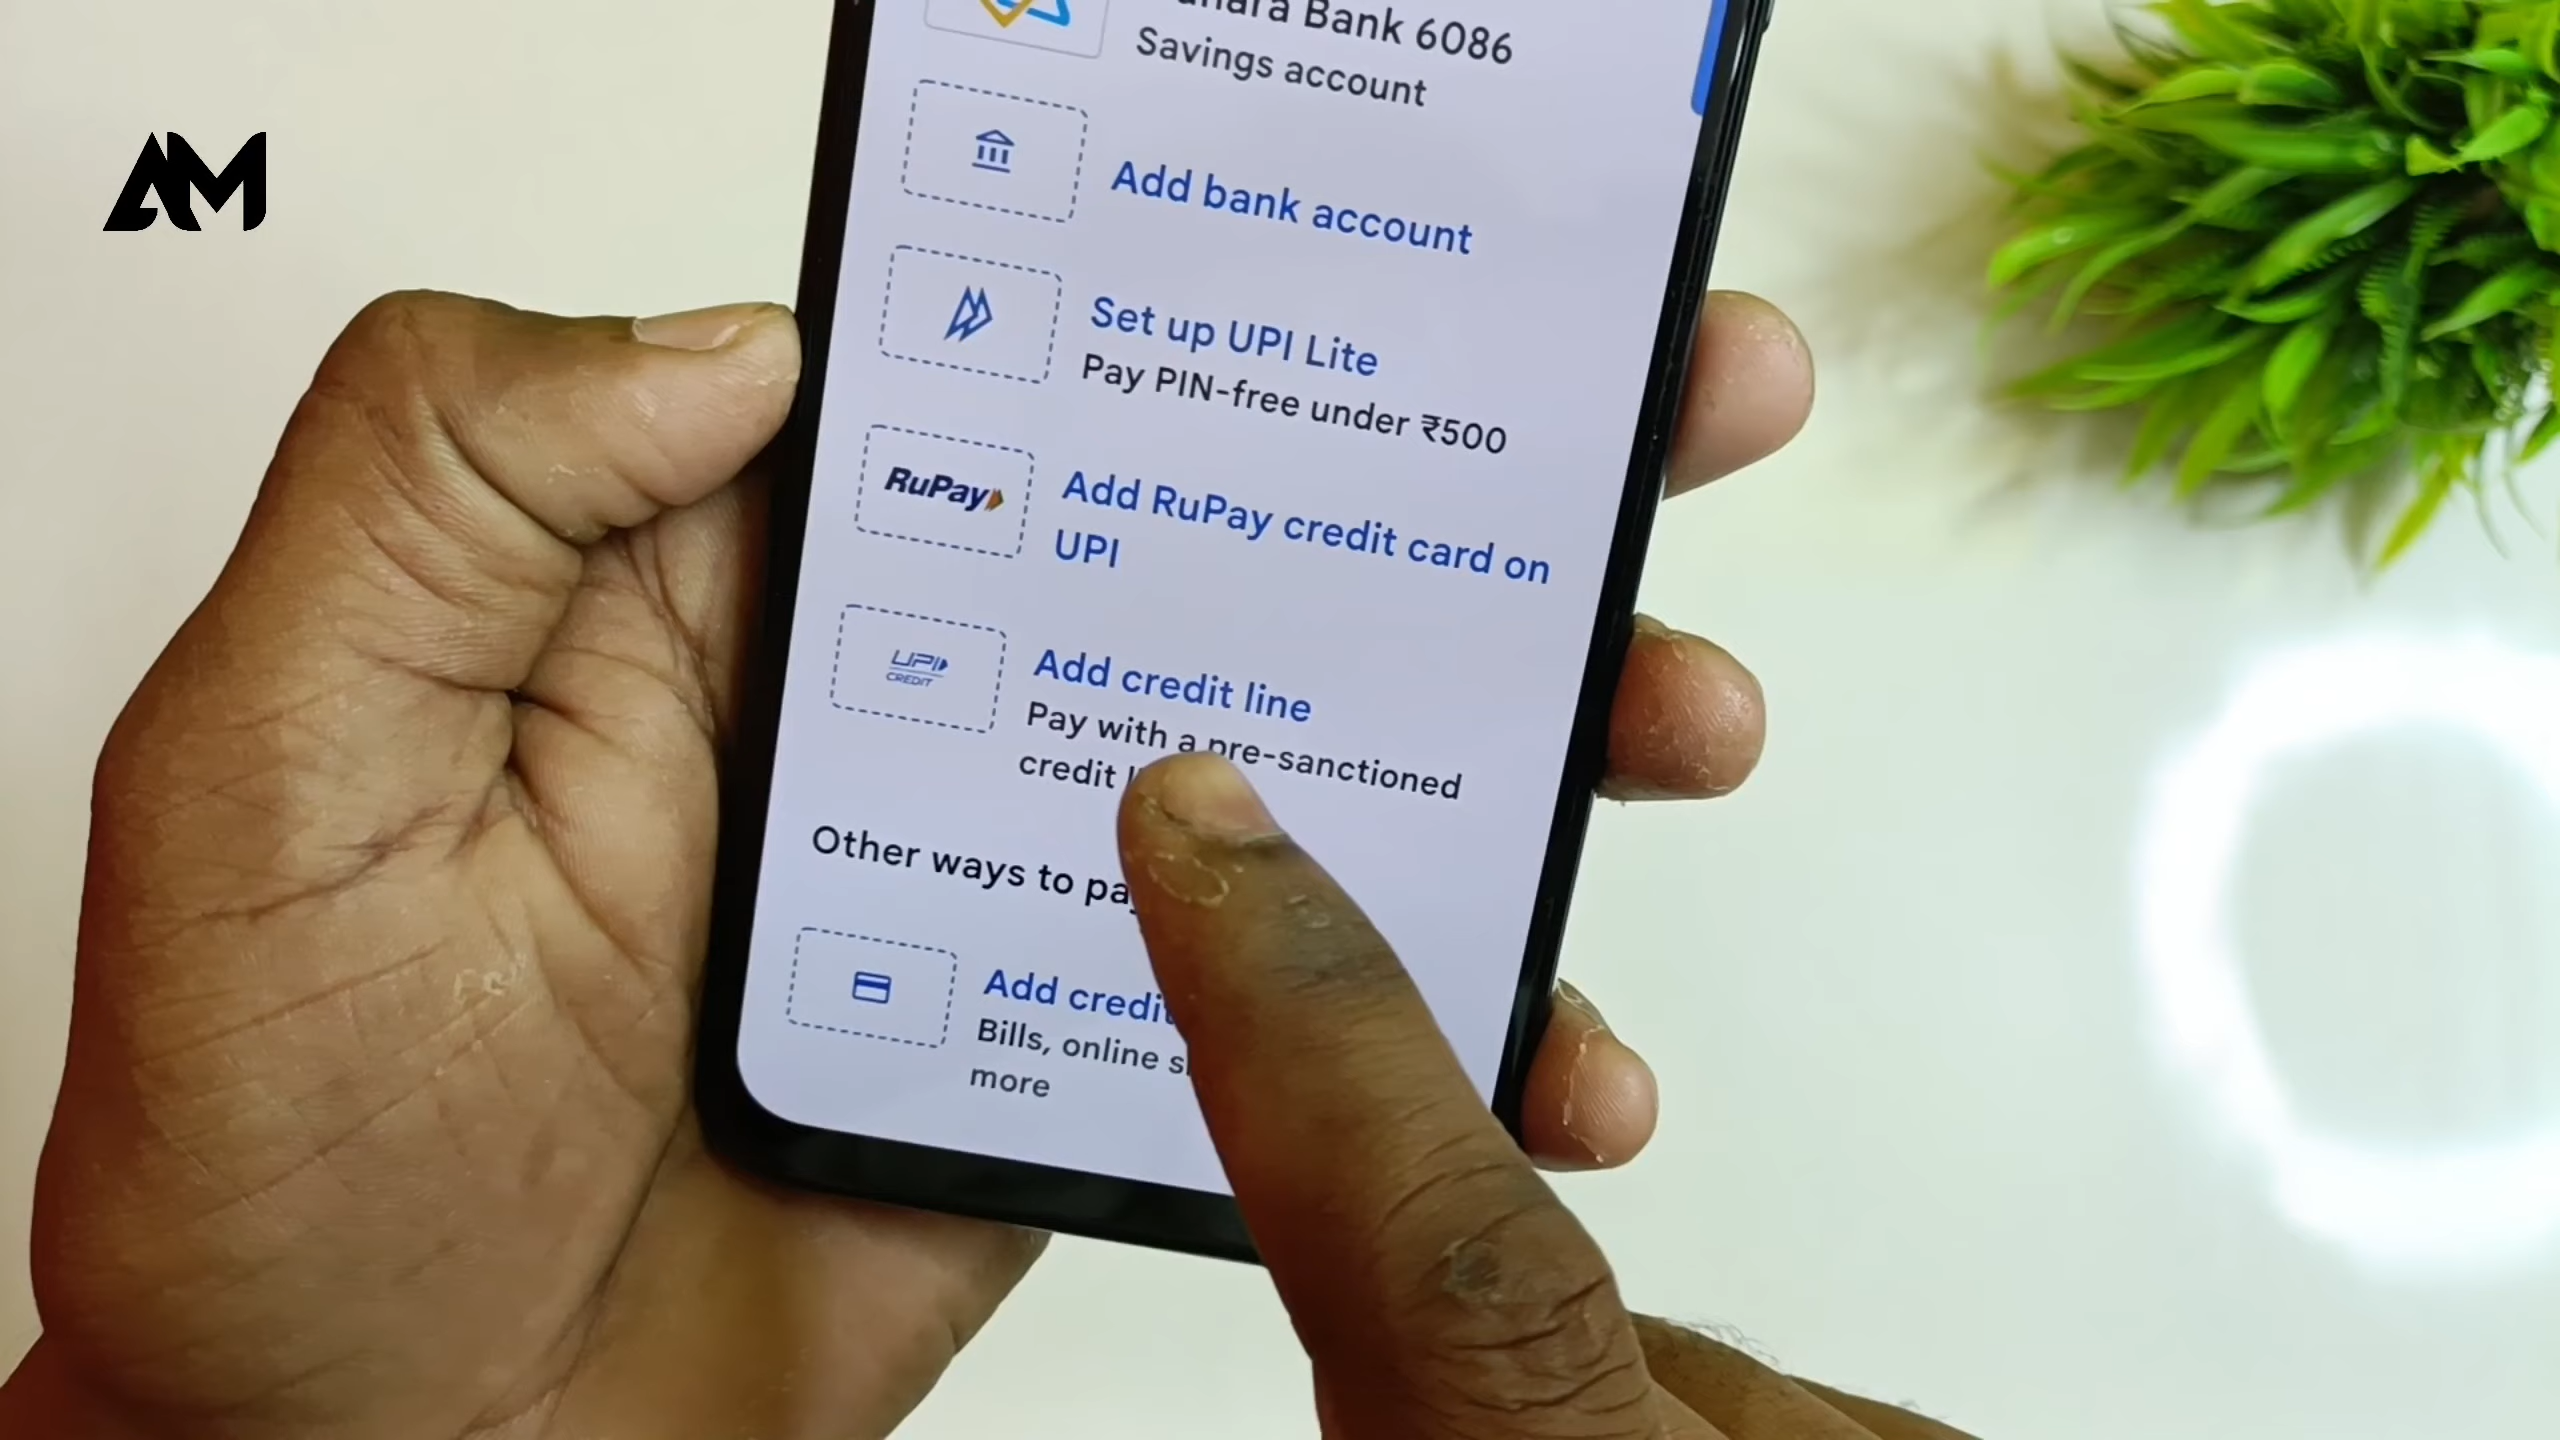 AM
Bank 6086
Savings account
Add bank account
Set up UPI Lite
Pay PIN-free under ₹500
RuPay
Add RuPay credit card on
UPI
UPI
CREDIT
Add credit line
Pay with a pre-sanctioned
credit
Other ways to pay
Add credit
Bills, online
more